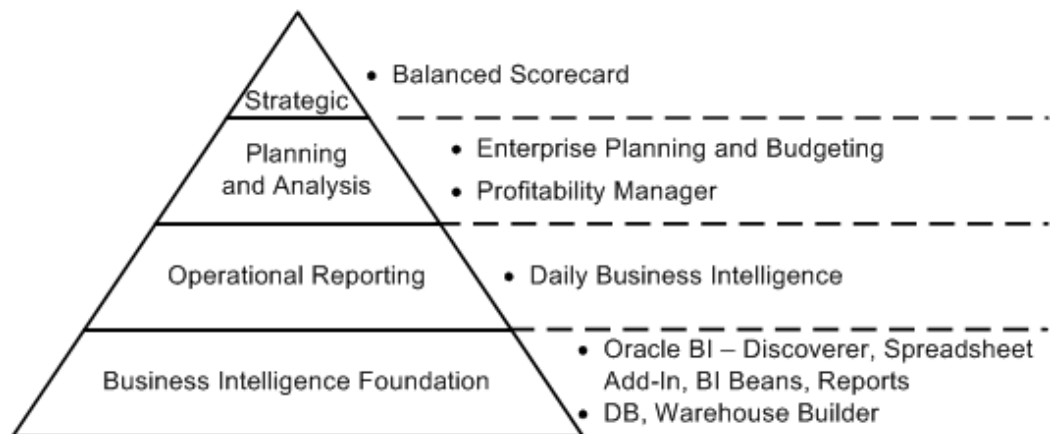 Strategic
• Balanced Scorecard
Planning
and Analysis
• Enterprise Planning and Budgeting
• Profitability Manager
Operational Reporting
• Daily Business Intelligence
Business Intelligence Foundation
• Oracle BI – Discoverer, Spreadsheet
Add-In, BI Beans, Reports
• DB, Warehouse Builder